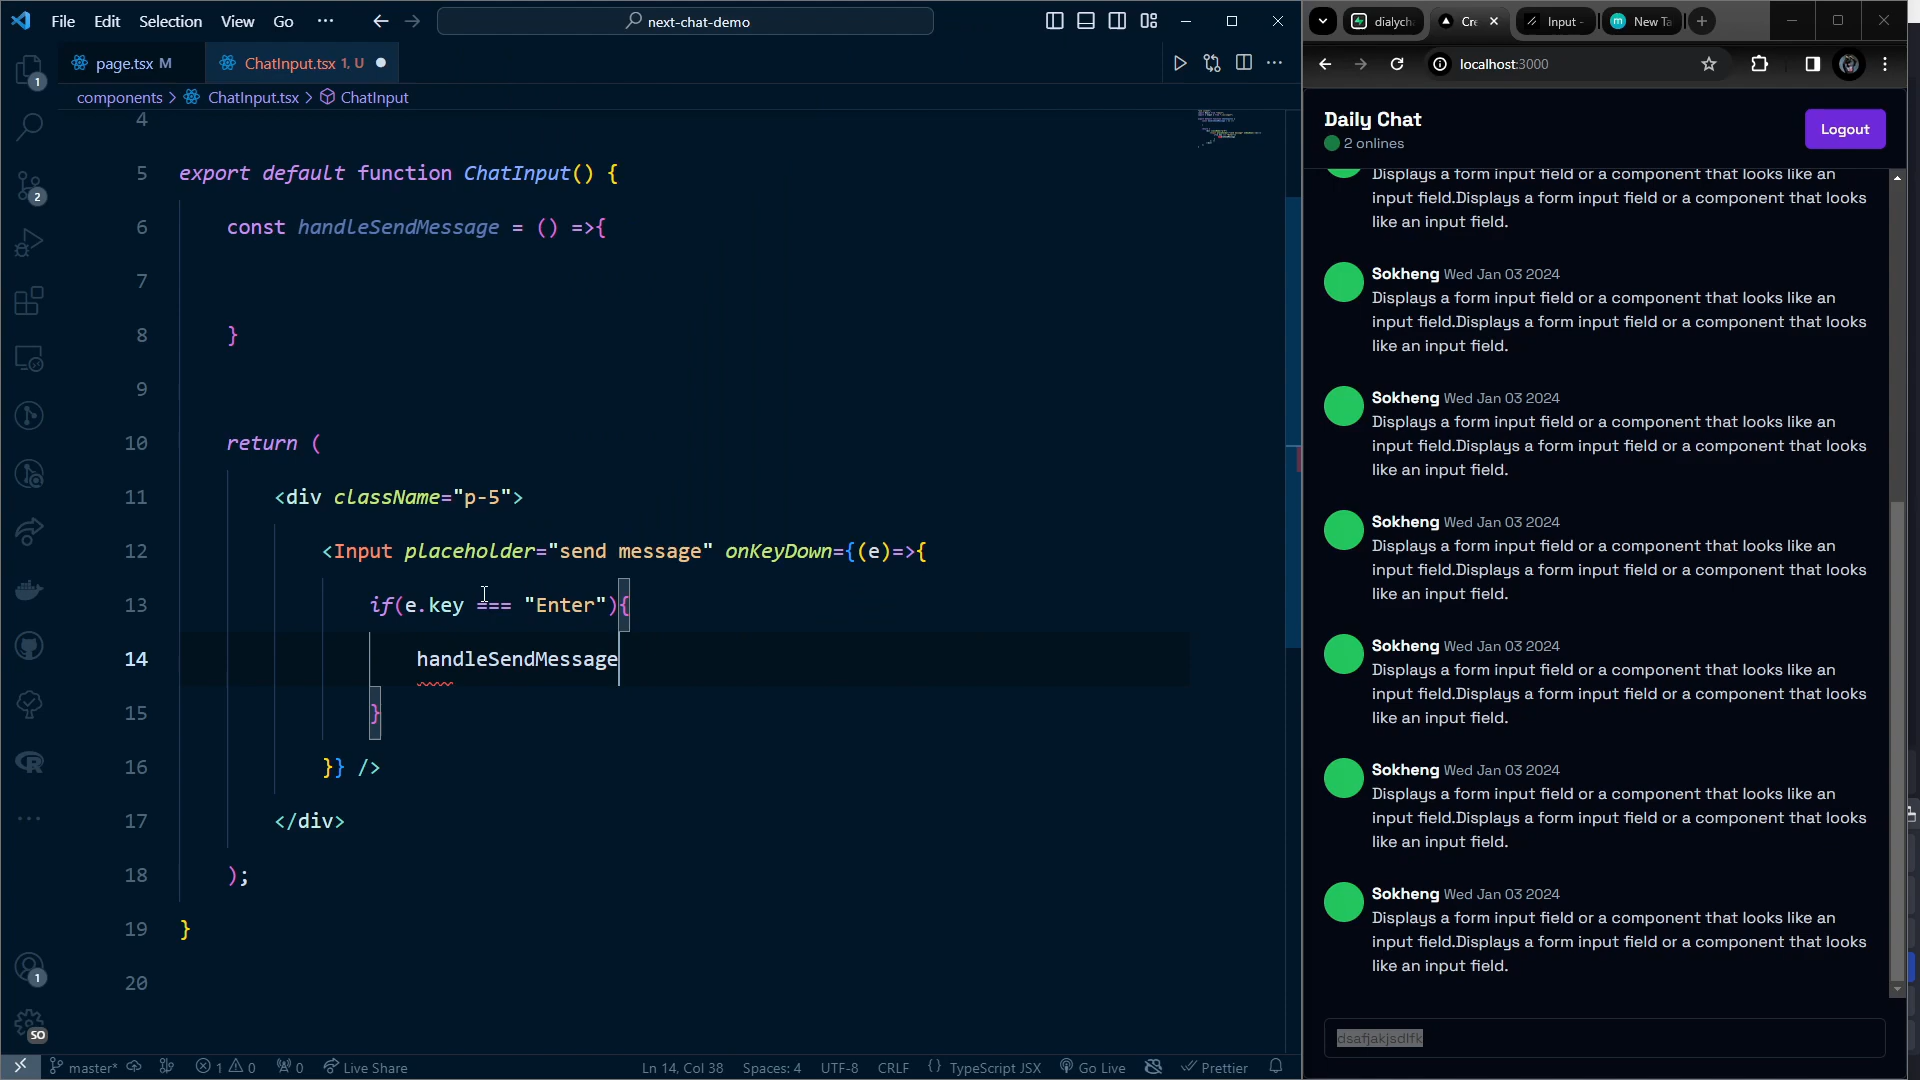 File Edit Selection View Go ··· next-chat-demo
page.tsx M ChatInput.tsx 1, U
components > ChatInput.tsx > ChatInput
4
5 export default function ChatInput() {
6 const handleSendMessage = () =>{
7
8 }
9
10 return (
11 <div className="p-5">
12 <Input placeholder="send message" onKeyDown={(e)=>{
13 if(e.key === "Enter"){
14 handleSendMessage
15 }
16 }} />
17 </div>
18 );
19 }
20
1
2
1
SO
master* 1 0 0 Live Share Ln 14, Col 38 Spaces: 4 UTF-8 CRLF {} TypeScript JSX Go Live Prettier
dialych Cre Input - New Ta
localhost:3000
Daily Chat
2 onlines
Logout
Displays a form input field or a component that looks like an
input field.Displays a form input field or a component that looks
like an input field.
Sokheng Wed Jan 03 2024
Displays a form input field or a component that looks like an
input field.Displays a form input field or a component that looks
like an input field.
Sokheng Wed Jan 03 2024
Displays a form input field or a component that looks like an
input field.Displays a form input field or a component that looks
like an input field.
Sokheng Wed Jan 03 2024
Displays a form input field or a component that looks like an
input field.Displays a form input field or a component that looks
like an input field.
Sokheng Wed Jan 03 2024
Displays a form input field or a component that looks like an
input field.Displays a form input field or a component that looks
like an input field.
Sokheng Wed Jan 03 2024
Displays a form input field or a component that looks like an
input field.Displays a form input field or a component that looks
like an input field.
Sokheng Wed Jan 03 2024
Displays a form input field or a component that looks like an
input field.Displays a form input field or a component that looks
like an input field.
dsafjakjsdlfk